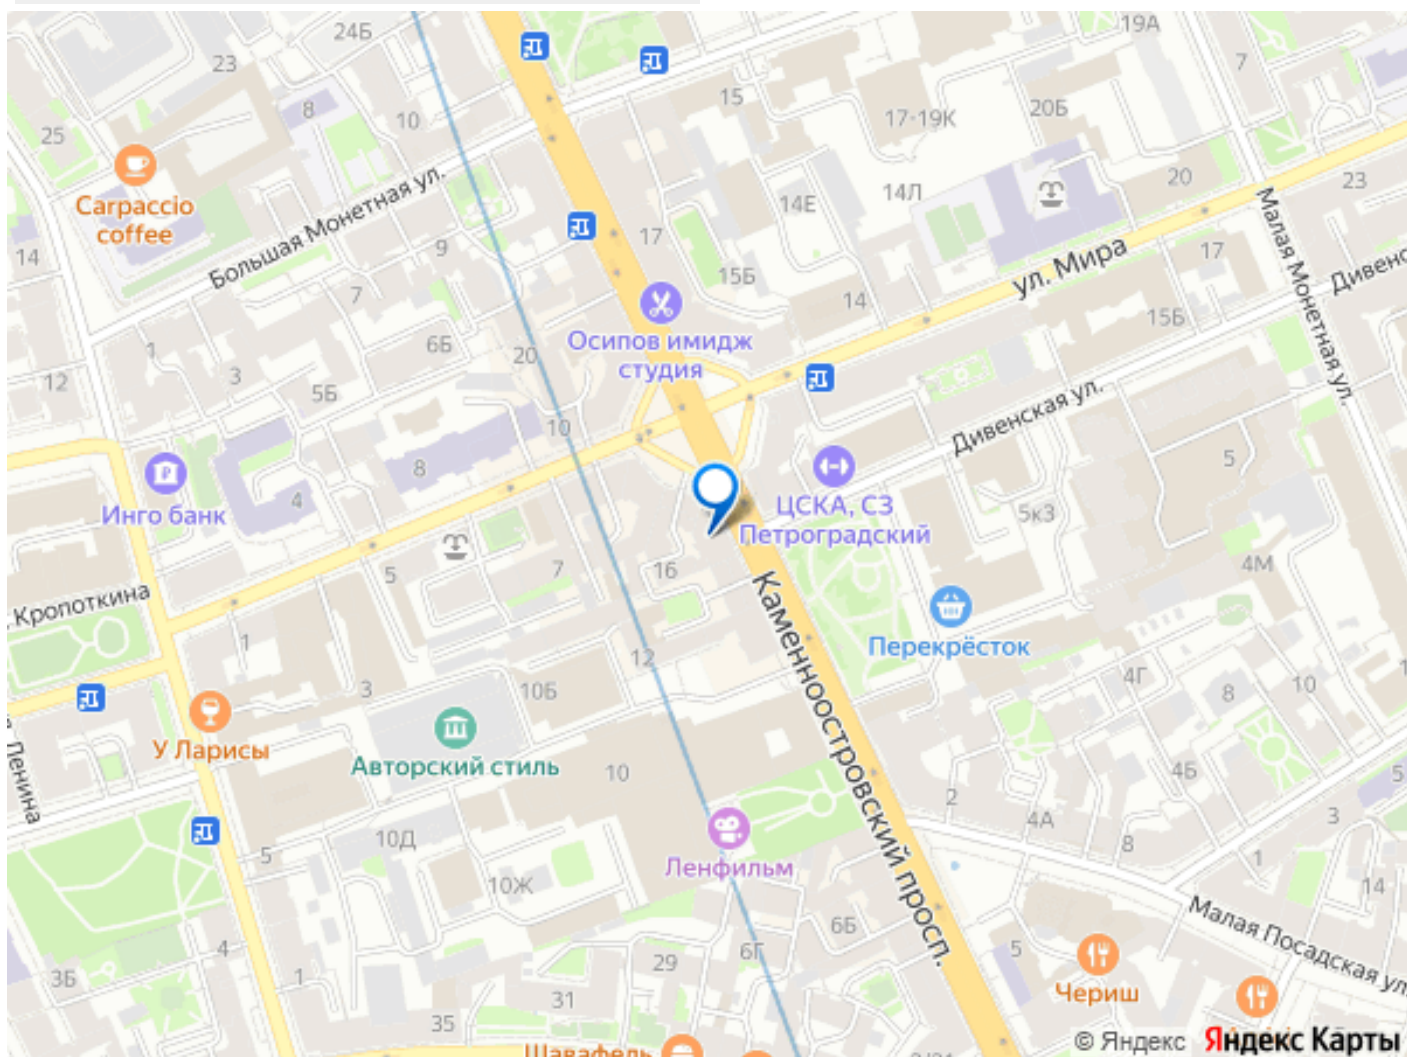 24Б
19А
23
7
8
15
20Б
25
10
17-19К
Carpaccio
coffee
Большая Монетная ул.
14Е
14Л
20
23
14
9
17
Малая Монетная ул.
ул. Мира
17
15Б
Дивенс
7
Осипов имидж
студия
14
15Б
1
6Б
20
12
3
5Б
Дивенская ул.
10
8
5
Инго банк
4
ЦСКА, СЗ
Петроградский
5к3
Кропоткина
5
7
16
4М
Каменноостровский просп.
Перекрёсток
1
12
4Г
3
10Б
8
10
У Ларисы
Авторский стиль
Ленина
10
4Б
5
2
4А
3
10Д
8
5
Ленфильм
1
14
10Ж
Малая Посадская ул.
6Б
4
6Г
5
3Б
1
29
Чериш
31
35
Шавафель
© Яндекс Яндекс Карты